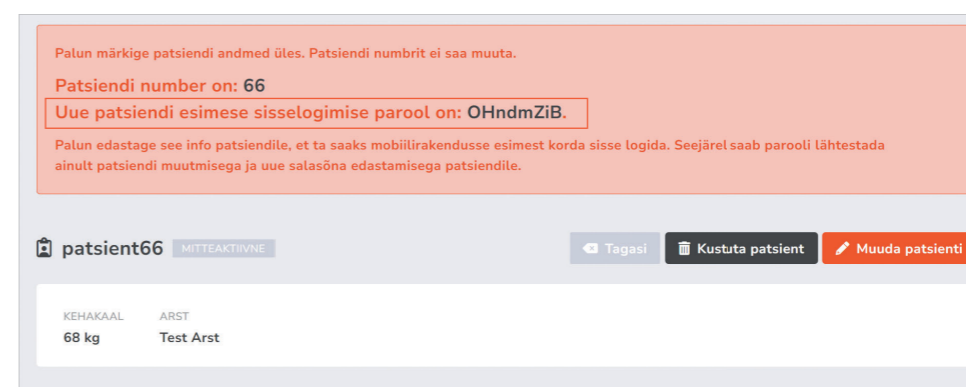 Palun märkige patsiendi andmed üles. Patsiendi numbrit ei saa muuta.
Patsiendi number on: 66
Uue patsiendi esimese sisselogimise parool on: OHndmZiB.
Palun edastage see info patsiendile, et ta saaks mobiilirakendusse esimest korda sisse logida. Seejärel saab parooli lähtestada
ainult patsiendi muutmisega ja uue salasõna edastamisega patsiendile.
patsient66 MITTEAKTIIVNE Tagasi Kustuta patsient Muuda patsienti
KEHAKAAL ARST
68 kg Test Arst